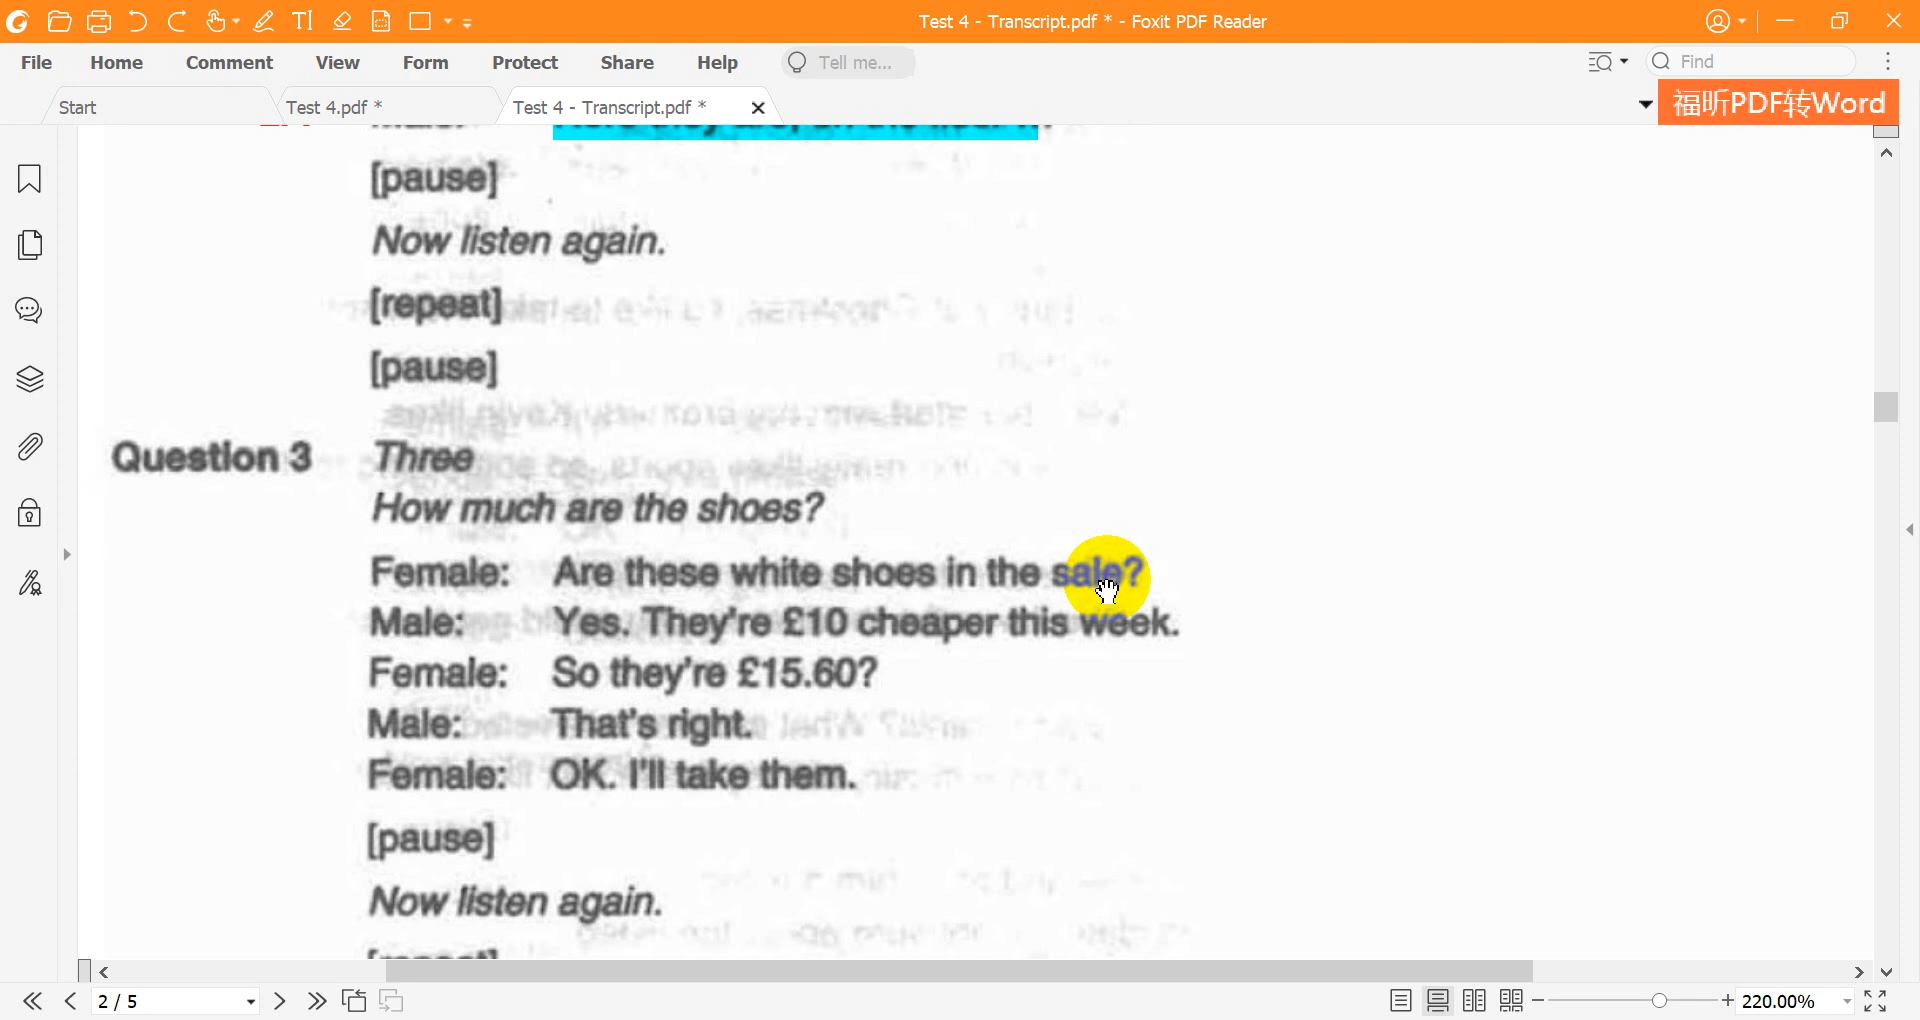 Test 4 - Transcript.pdf * - Foxit PDF Reader
File Home Comment View Form Protect Share Help Tell me... Find
Start Test 4.pdf * Test 4 - Transcript.pdf * 福昕PDF转Word
[pause]
Now listen again.
[repeat]
[pause]
Question 3 Three
How much are the shoes?
Female: Are these white shoes in the sale?
Male: Yes. They're £10 cheaper this week.
Female: So they're £15.60?
Male: That's right.
Female: OK. I'll take them.
[pause]
Now listen again.
2 / 5 220.00%